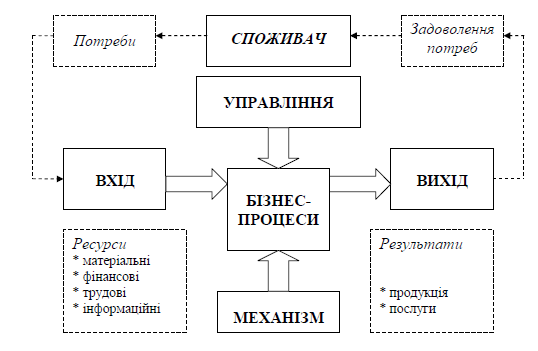 Потреби
СПОЖИВАЧ
Задоволення
потреб
УПРАВЛІННЯ
ВХІД
БІЗНЕС-
ПРОЦЕСИ
ВИХІД
Ресурси
* матеріальні
* фінансові
* трудові
* інформаційні
Результати
* продукція
* послуги
МЕХАНІЗМ